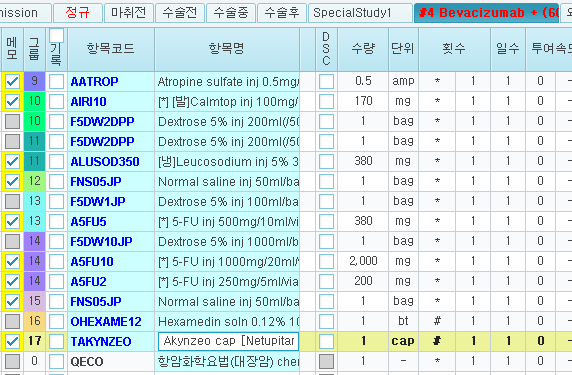 mission 정규 마취전 수술전 수술중 수술후 SpecialStudy1 #4 Bevacizumab + (6
메모 그룹 기록 항목코드 항목명 DSC 수량 단위 횟수 일수 투여속도
9 AATROP Atropine sulfate inj 0.5mg/ 0.5 amp * 1 1 0 -
10 AIRI10 [*] [발]Calmtop inj 100mg/ 170 mg * 1 1 0 -
10 F5DW2DPP Dextrose 5% inj 200ml(/50 1 bag * 1 1 0 -
11 F5DW2DPP Dextrose 5% inj 200ml(/50 1 bag * 1 1 0 -
11 ALUSOD350 [냉]Leucosodium inj 5% 3 380 mg * 1 1 0 -
12 FNS05JP Normal saline inj 50ml/ba 1 bag * 1 1 0 -
13 F5DW1JP Dextrose 5% inj 100ml/ba 1 bag * 1 1 0 -
13 A5FU5 [*] 5-FU inj 500mg/10ml/vi 380 mg * 1 1 0 -
14 F5DW10JP Dextrose 5% inj 1000ml/b 1 bag * 1 1 0 -
14 A5FU10 [*] 5-FU inj 1000mg/20ml/ 2,000 mg * 1 1 0 -
14 A5FU2 [*] 5-FU inj 250mg/5ml/via 200 mg * 1 1 0 -
15 FNS05JP Normal saline inj 50ml/ba 1 bag * 1 1 0 -
16 OHEXAME12 Hexamedin soln 0.12% 10 1 bt # 1 1 0 -
17 TAKYNZEO Akynzeo cap [Netupitar 1 cap # 1 1 0 -
0 QECO 항암화학요법(대장암) cher 1 - * 1 1 0 -